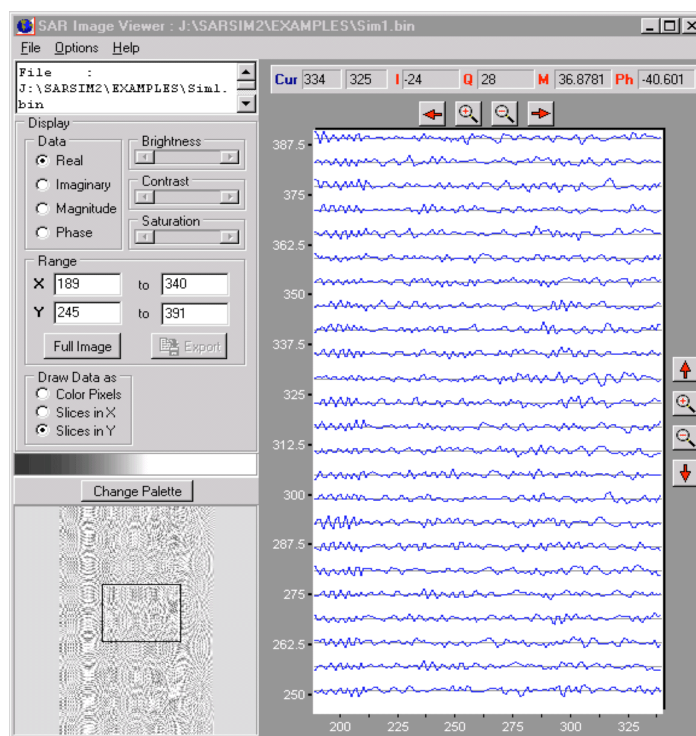 SAR Image Viewer : J:\SARSIM2\EXAMPLES\Sim1.bin
File Options Help
File :
J:\SARSIM2\EXAMPLES\Sim1.
bin
Cur 334 325 I -24 Q 28 M 36.8781 Ph -40.601
Display
Data
Real
Imaginary
Magnitude
Phase
Brightness
Contrast
Saturation
Range
X 189 to 340
Y 245 to 391
Full Image Export
Draw Data as
Color Pixels
Slices in X
Slices in Y
Change Palette
387.5
375
362.5
350
337.5
325
312.5
300
287.5
275
262.5
250
200 225 250 275 300 325